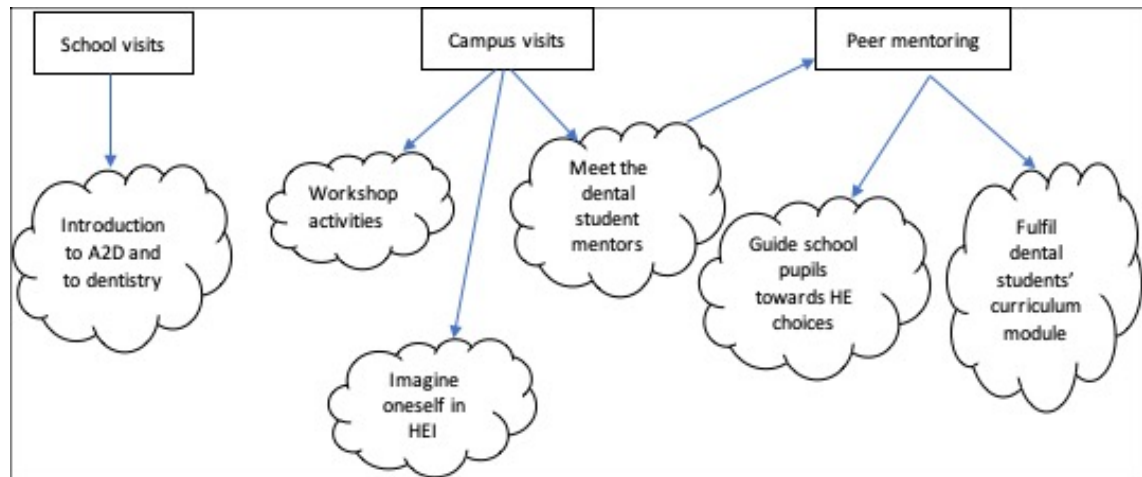 School visits
Campus visits
Peer mentoring
Introduction
to A2D and
to dentistry
Workshop
activities
Imagine
oneself in
HEI
Meet the
dental
student
mentors
Guide school
pupils
towards HE
choices
Fulfil
dental
students’
curriculum
module